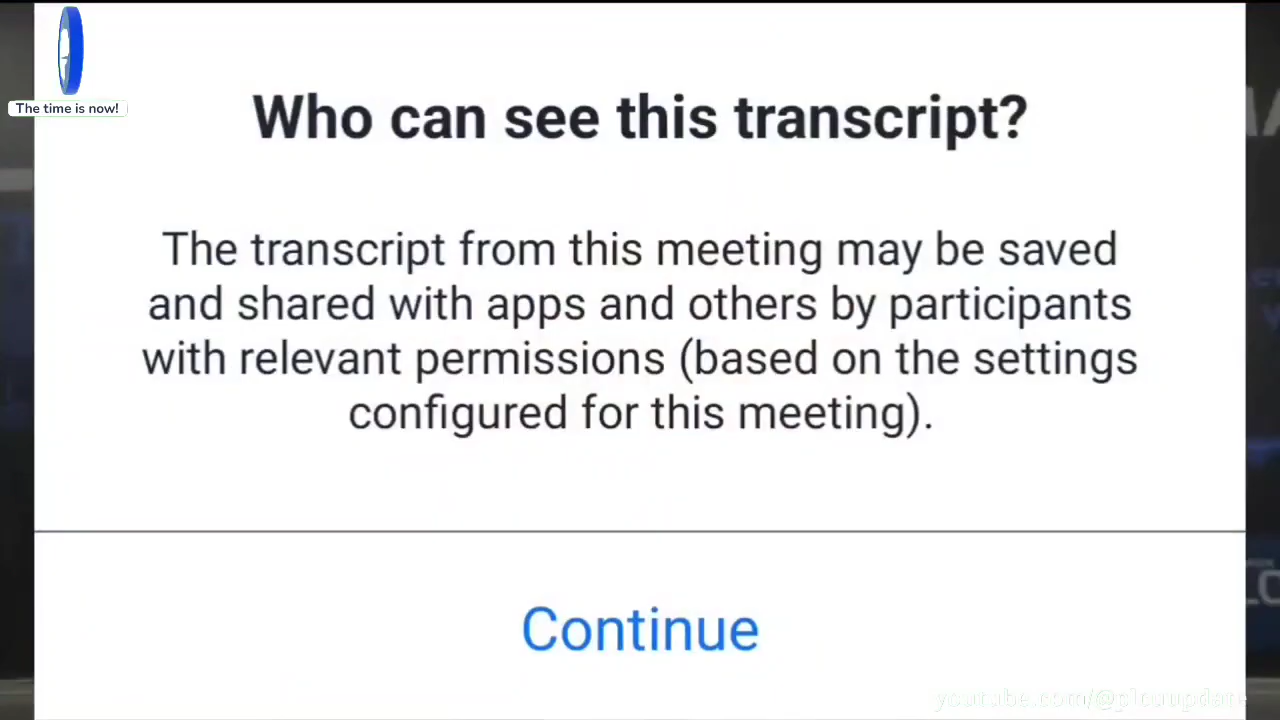 The time is now!
Who can see this transcript?
The transcript from this meeting may be saved
and shared with apps and others by participants
with relevant permissions (based on the settings
configured for this meeting).
Continue